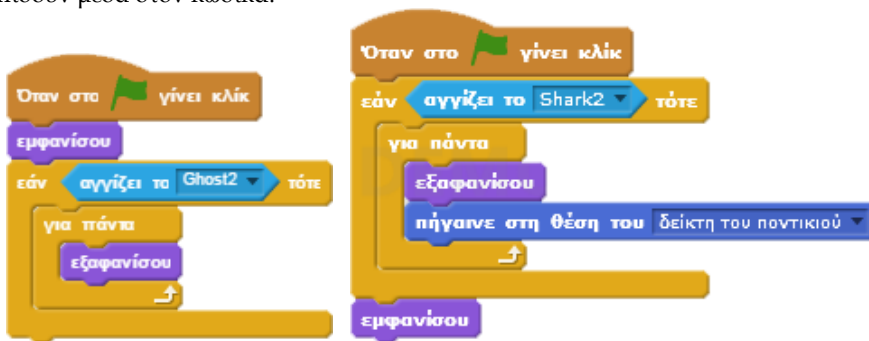 Όταν στο γίνει κλίκ
εμφανίσου
εάν αγγίζει το Ghost2 τότε
για πάντα
εξαφανίσου
Όταν στο γίνει κλίκ
εάν αγγίζει το Shark2 τότε
για πάντα
εξαφανίσου
πήγαινε στη θέση του δείκτη του ποντικιού
εμφανίσου